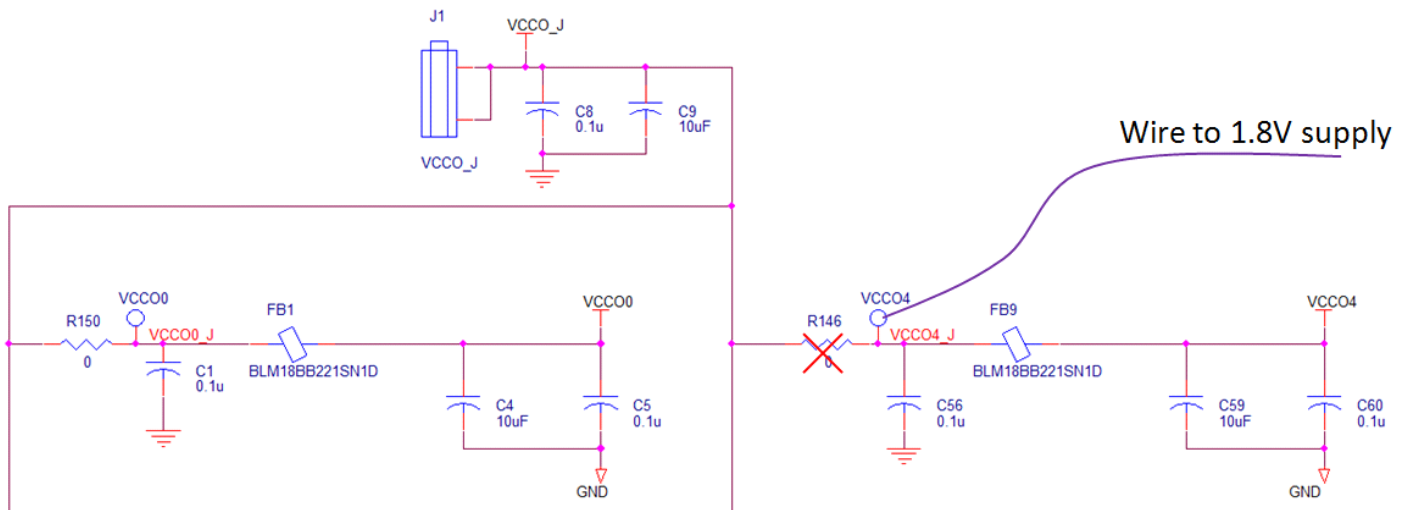 J1
VCCO_J
C8
0.1u
C9
10uF
VCCO_J
Wire to 1.8V supply
R150
0
VCCO0
VCCO0_J
C1
0.1u
FB1
BLM18BB221SN1D
VCCO0
C4
10uF
C5
0.1u
GND
R146
0
VCCO4
VCCO4_J
C56
0.1u
FB9
BLM18BB221SN1D
VCCO4
C59
10uF
C60
0.1u
GND